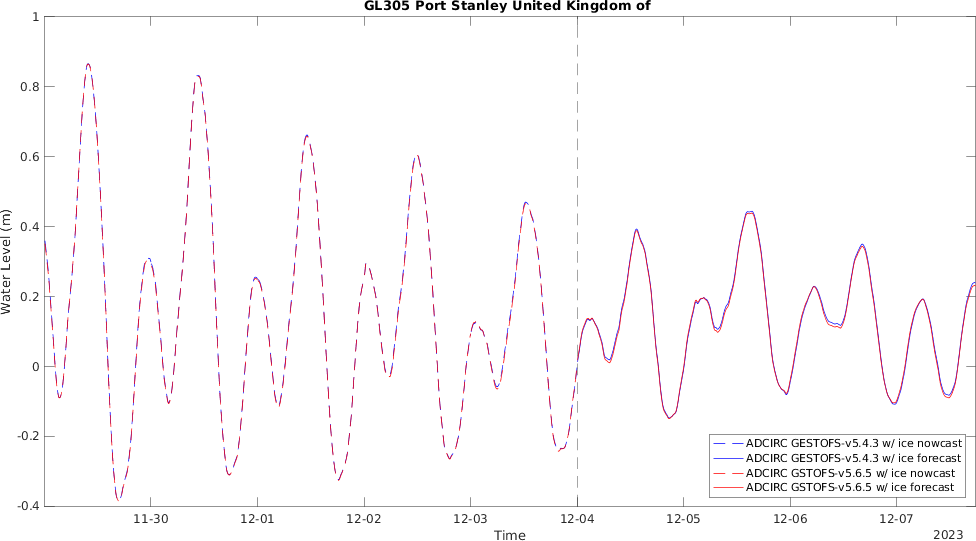 GL305 Port Stanley United Kingdom of
1
0.8
0.6
0.4
0.2
0
-0.2
-0.4
Water Level (m)
ADCIRC GESTOFS-v5.4.3 w/ ice nowcast
ADCIRC GESTOFS-v5.4.3 w/ ice forecast
ADCIRC GSTOFS-v5.6.5 w/ ice nowcast
ADCIRC GSTOFS-v5.6.5 w/ ice forecast
11-30 12-01 12-02 12-03 12-04 12-05 12-06 12-07
Time
2023